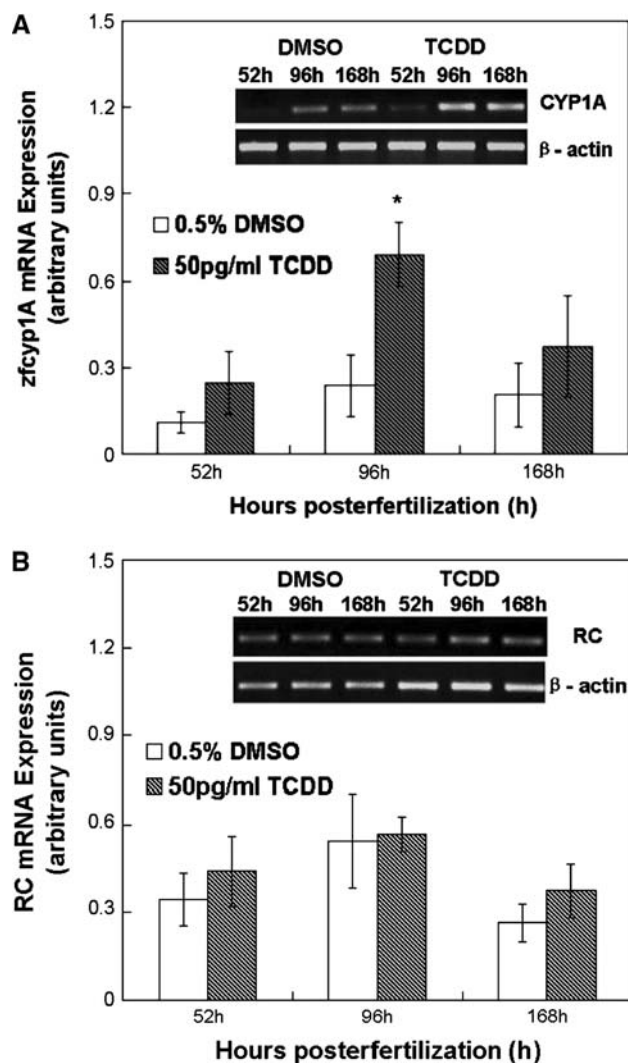 A
1.5
1.2
0.9
0.6
0.3
0
zfcyp1A mRNA Expression
(arbitrary units)
DMSO TCDD
52h 96h 168h 52h 96h 168h
CYP1A
β - actin
0.5% DMSO
50pg/ml TCDD
*
52h 96h 168h
Hours posterfertilization (h)
B
1.5
1.2
0.9
0.6
0.3
0
RC mRNA Expression
(arbitrary units)
DMSO TCDD
52h 96h 168h 52h 96h 168h
RC
β - actin
0.5% DMSO
50pg/ml TCDD
52h 96h 168h
Hours posterfertilization (h)